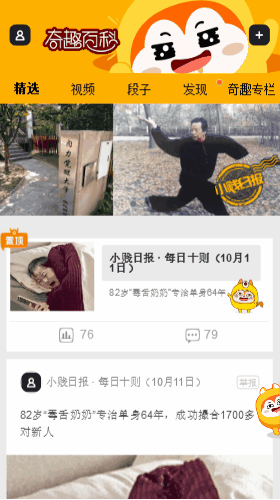 奇趣百科
精选 视频 段子 发现 奇趣专栏
小贱日报
置顶
小贱日报 · 每日十则（10月1
1日）
82岁“毒舌奶奶”专治单身64年，
76 79
小贱日报 · 每日十则（10月11日） 举报
82岁“毒舌奶奶”专治单身64年，成功撮合1700多
对新人